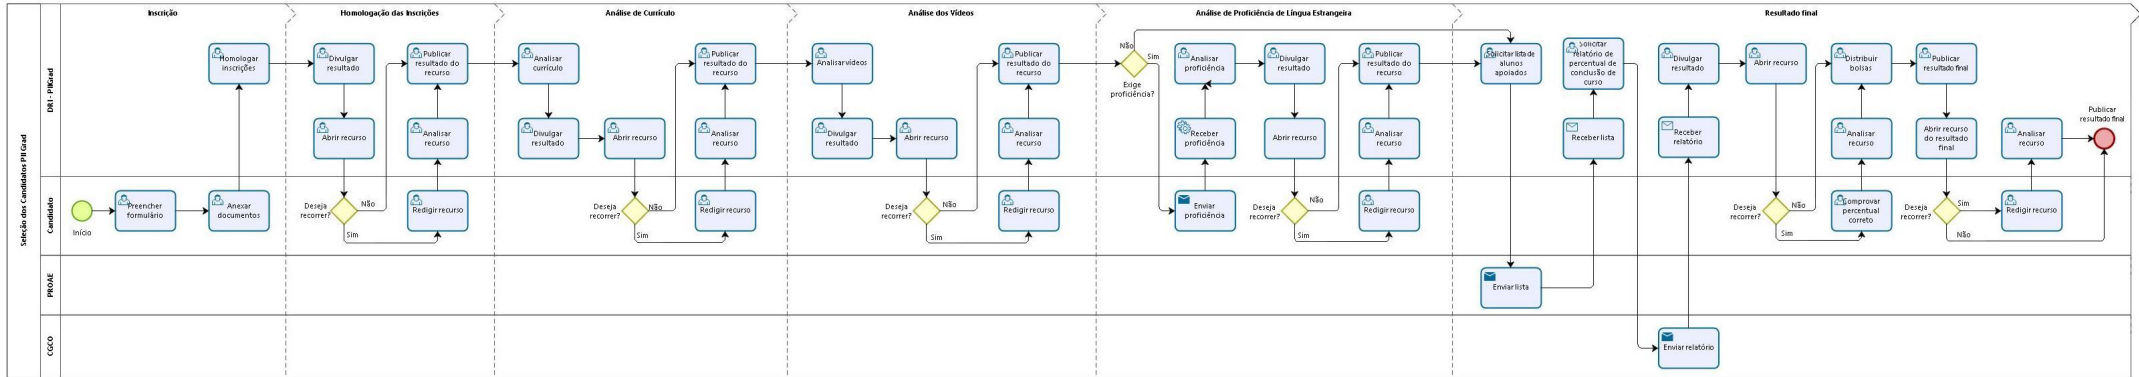 Seleção dos Candidatos PIIGrad
DRI - PIIGrad
Candidato
PROAE
CGCO
Inscrição
Homologação das Inscrições
Análise de Currículo
Análise dos Vídeos
Análise de Proficiência de Língua Estrangeira
Resultado final
Início
Preencher
formulário
Anexar
documentos
Homologar
inscrições
Divulgar
resultado
Abrir recurso
Deseja
recorrer?
Não
Sim
Redigir recurso
Analisar
recurso
Publicar
resultado do
recurso
Analisar
currículo
Divulgar
resultado
Abrir recurso
Deseja
recorrer?
Não
Sim
Redigir recurso
Analisar
recurso
Publicar
resultado do
recurso
Analisar vídeos
Divulgar
resultado
Abrir recurso
Deseja
recorrer?
Não
Sim
Redigir recurso
Analisar
recurso
Publicar
resultado do
recurso
Não
Sim
Exige
proficiência?
Enviar
proficiência
Receber
proficiência
Analisar
proficiência
Divulgar
resultado
Abrir recurso
Deseja
recorrer?
Não
Sim
Redigir recurso
Analisar
recurso
Publicar
resultado do
recurso
Solicitar lista de
alunos
apoiados
Enviar lista
Receber lista
Solicitar
relatório de
percentual de
conclusão de
curso
Enviar relatório
Receber
relatório
Divulgar
resultado
Abrir recurso
Deseja
recorrer?
Não
Sim
Comprovar
percentual
correto
Analisar
recurso
Distribuir
bolsas
Publicar
resultado final
Abrir recurso
do resultado
final
Deseja
recorrer?
Sim
Não
Redigir recurso
Analisar
recurso
Publicar
resultado final